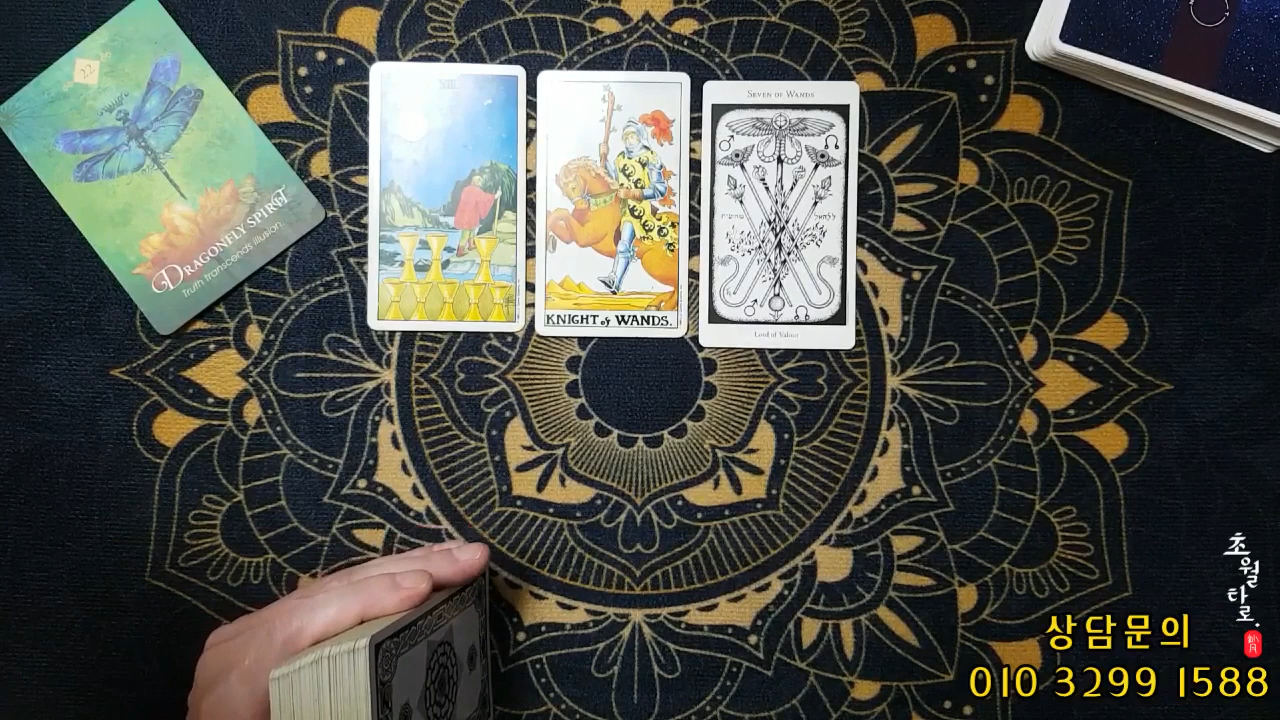 22
DRAGONFLY SPIRIT
Truth transcends illusion.
VIII
KNIGHT of WANDS.
SEVEN OF WANDS
Lord of Valour
초월타로.
상담문의
010 3299 1588